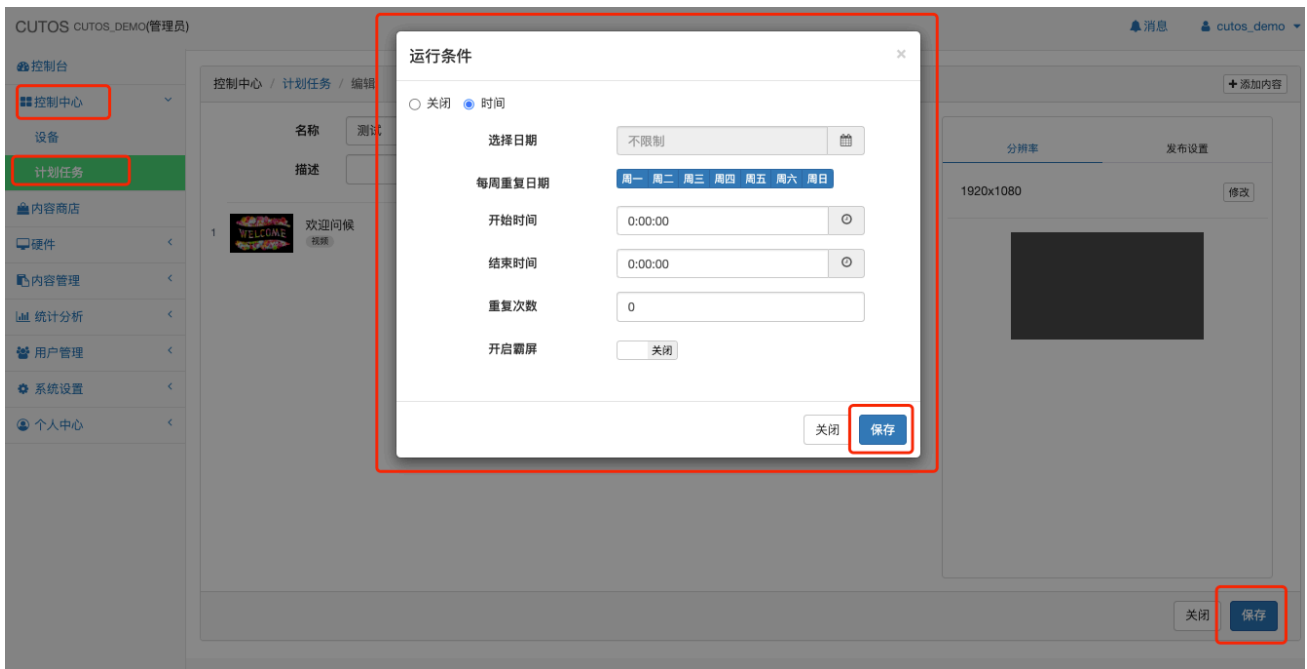 CUTOS CUTOS_DEMO(管理员)
消息
cutos_demo
控制台
控制中心
设备
计划任务
内容商店
硬件
内容管理
统计分析
用户管理
系统设置
个人中心
控制中心 / 计划任务 / 编辑
添加内容
名称 测试
描述
1
WELCOME
欢迎问候
视频
运行条件 ×
关闭 时间
选择日期 不限制
每周重复日期 周一 周二 周三 周四 周五 周六 周日
开始时间 0:00:00
结束时间 0:00:00
重复次数 0
开启霸屏 关闭
关闭 保存
分辨率 发布设置
1920x1080 修改
关闭 保存